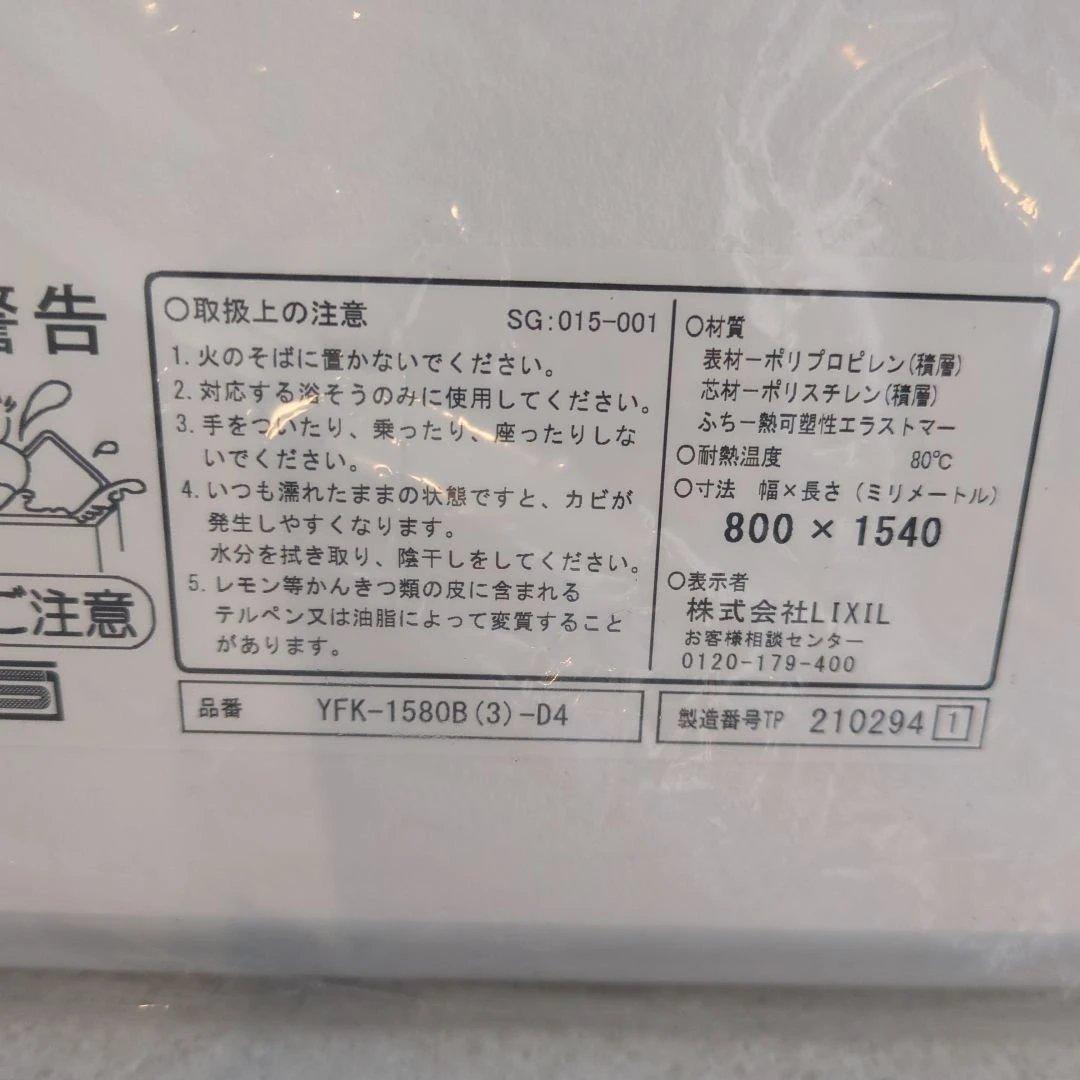 警告
ご注意
○取扱上の注意 SG:015-001
1. 火のそばに置かないでください。
2. 対応する浴そうのみに使用してください。
3. 手をついたり、乗ったり、座ったりしな
いでください。
4. いつも濡れたままの状態ですと、カビが
発生しやすくなります。
水分を拭き取り、陰干しをしてください。
5. レモン等かんきつ類の皮に含まれる
テルペン又は油脂によって変質すること
があります。
○材質
表材ーポリプロピレン(積層)
芯材ーポリスチレン(積層)
ふちー熱可塑性エラストマー
○耐熱温度 80℃
○寸法 幅×長さ (ミリメートル)
800 × 1540
○表示者
株式会社LIXIL
お客様相談センター
0120-179-400
品番 YFK-1580B(3)-D4
製造番号TP 210294 1